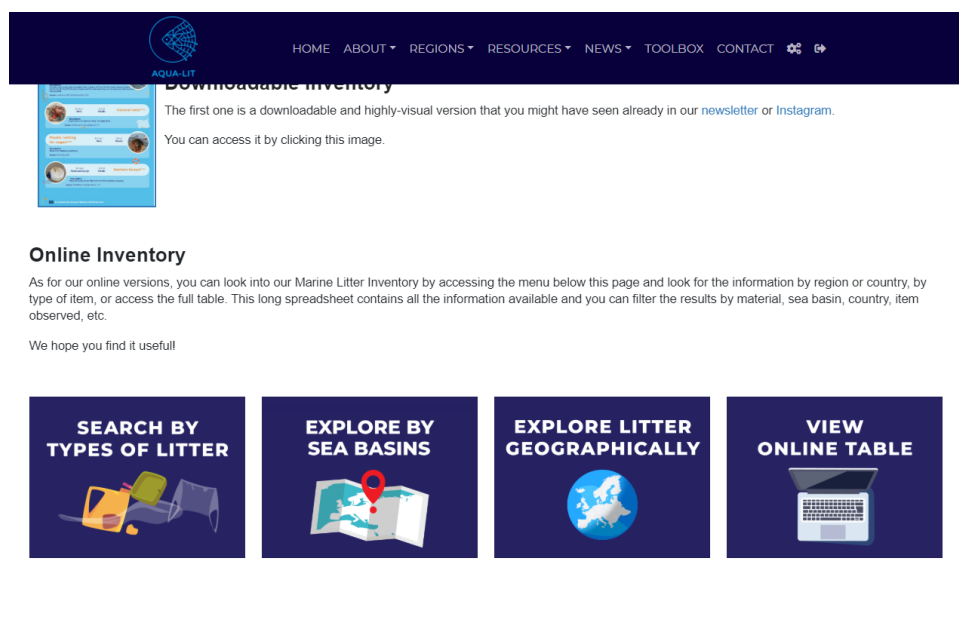 HOME ABOUT REGIONS RESOURCES NEWS TOOLBOX CONTACT
AQUA-LIT
Downloadable Inventory
The first one is a downloadable and highly-visual version that you might have seen already in our newsletter or Instagram.
You can access it by clicking this image.
Online Inventory
As for our online versions, you can look into our Marine Litter Inventory by accessing the menu below this page and look for the information by region or country, by
type of item, or access the full table. This long spreadsheet contains all the information available and you can filter the results by material, sea basin, country, item
observed, etc.
We hope you find it useful!
SEARCH BY
TYPES OF LITTER
EXPLORE BY
SEA BASINS
EXPLORE LITTER
GEOGRAPHICALLY
VIEW
ONLINE TABLE